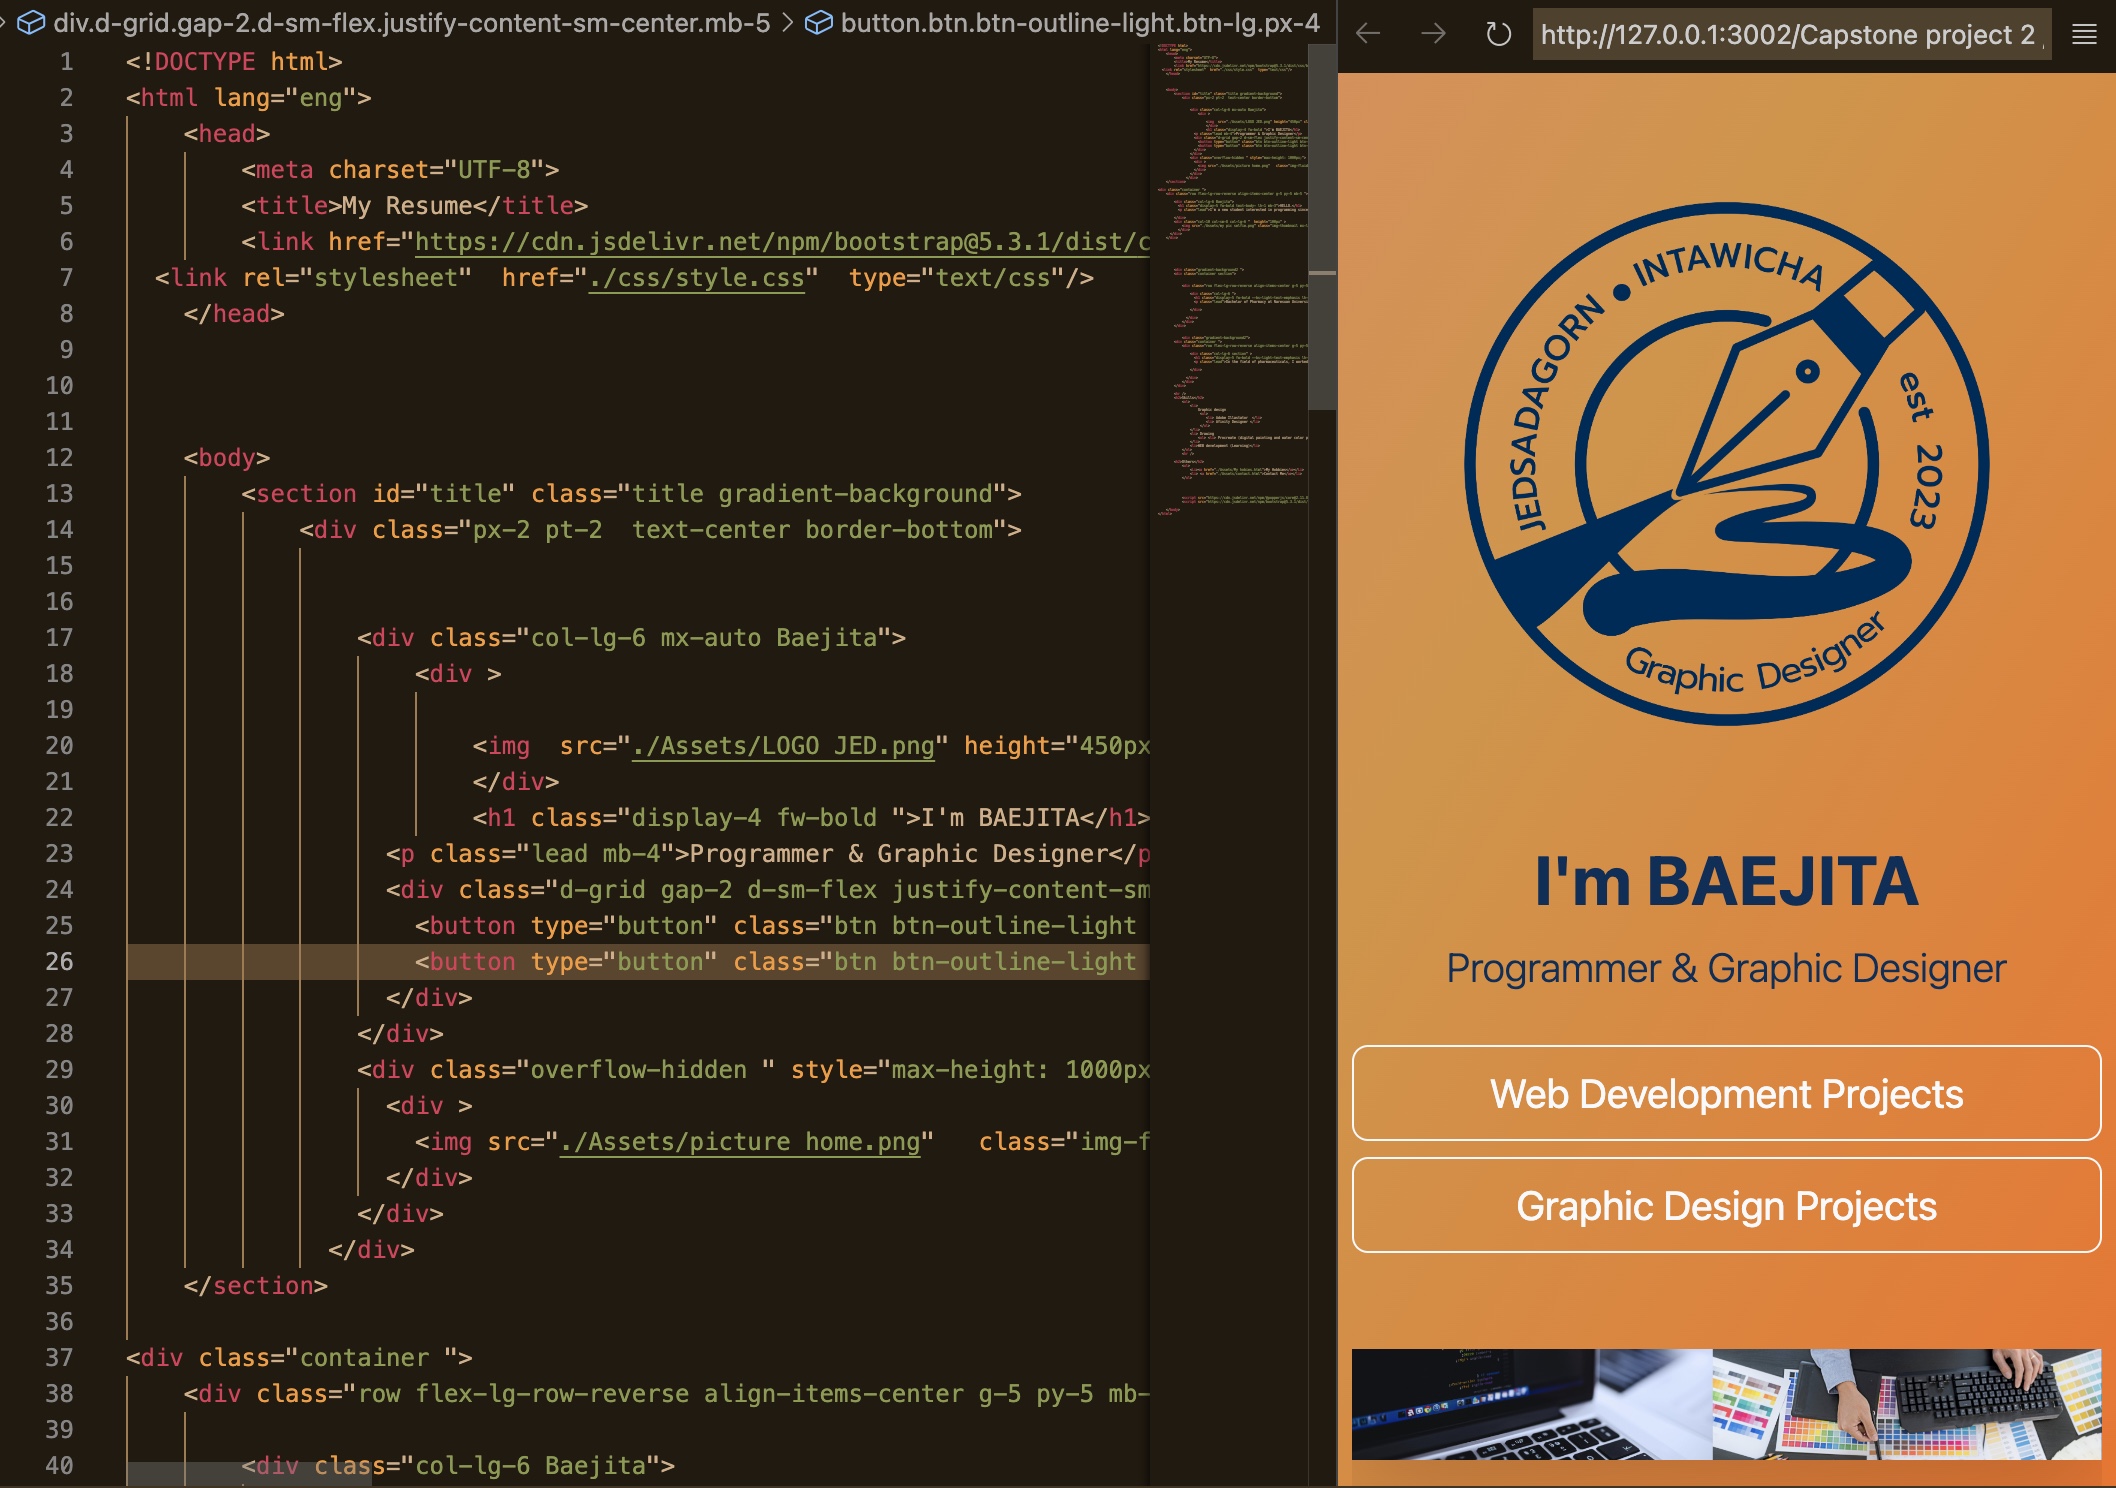 div.d-grid.gap-2.d-sm-flex.justify-content-sm-center.mb-5 > button.btn.btn-outline-light.btn-lg.px-4
1 <!DOCTYPE html>
2 <html lang="eng">
3 <head>
4 <meta charset="UTF-8">
5 <title>My Resume</title>
6 <link href="https://cdn.jsdelivr.net/npm/bootstrap@5.3.1/dist/c
7 <link rel="stylesheet"  href="./css/style.css"  type="text/css"/>
8 </head>
9
10
11
12 <body>
13 <section id="title" class="title gradient-background">
14 <div class="px-2 pt-2  text-center border-bottom">
15
16
17 <div class="col-lg-6 mx-auto Baejita">
18 <div >
19
20 <img  src="./Assets/LOGO JED.png" height="450px
21 </div>
22 <h1 class="display-4 fw-bold ">I'm BAEJITA</h1>
23 <p class="lead mb-4">Programmer & Graphic Designer</p
24 <div class="d-grid gap-2 d-sm-flex justify-content-sm
25 <button type="button" class="btn btn-outline-light
26 <button type="button" class="btn btn-outline-light
27 </div>
28 </div>
29 <div class="overflow-hidden " style="max-height: 1000px
30 <div >
31 <img src="./Assets/picture home.png"   class="img-f
32 </div>
33 </div>
34 </div>
35 </section>
36
37 <div class="container ">
38 <div class="row flex-lg-row-reverse align-items-center g-5 py-5 mb-
39
40 <div class="col-lg-6 Baejita">
http://127.0.0.1:3002/Capstone project 2
JEDSADAGORN • INTAWICHA
est 2023
Graphic Designer
I'm BAEJITA
Programmer & Graphic Designer
Web Development Projects
Graphic Design Projects